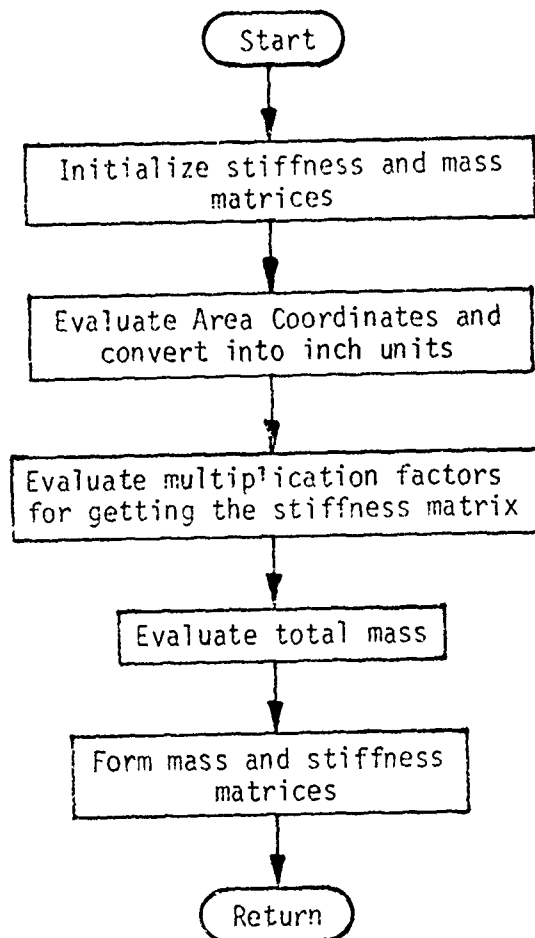 Start
Initialize stiffness and mass
matrices
Evaluate Area Coordinates and
convert into inch units
Evaluate multiplication factors
for getting the stiffness matrix
Evaluate total mass
Form mass and stiffness
matrices
Return